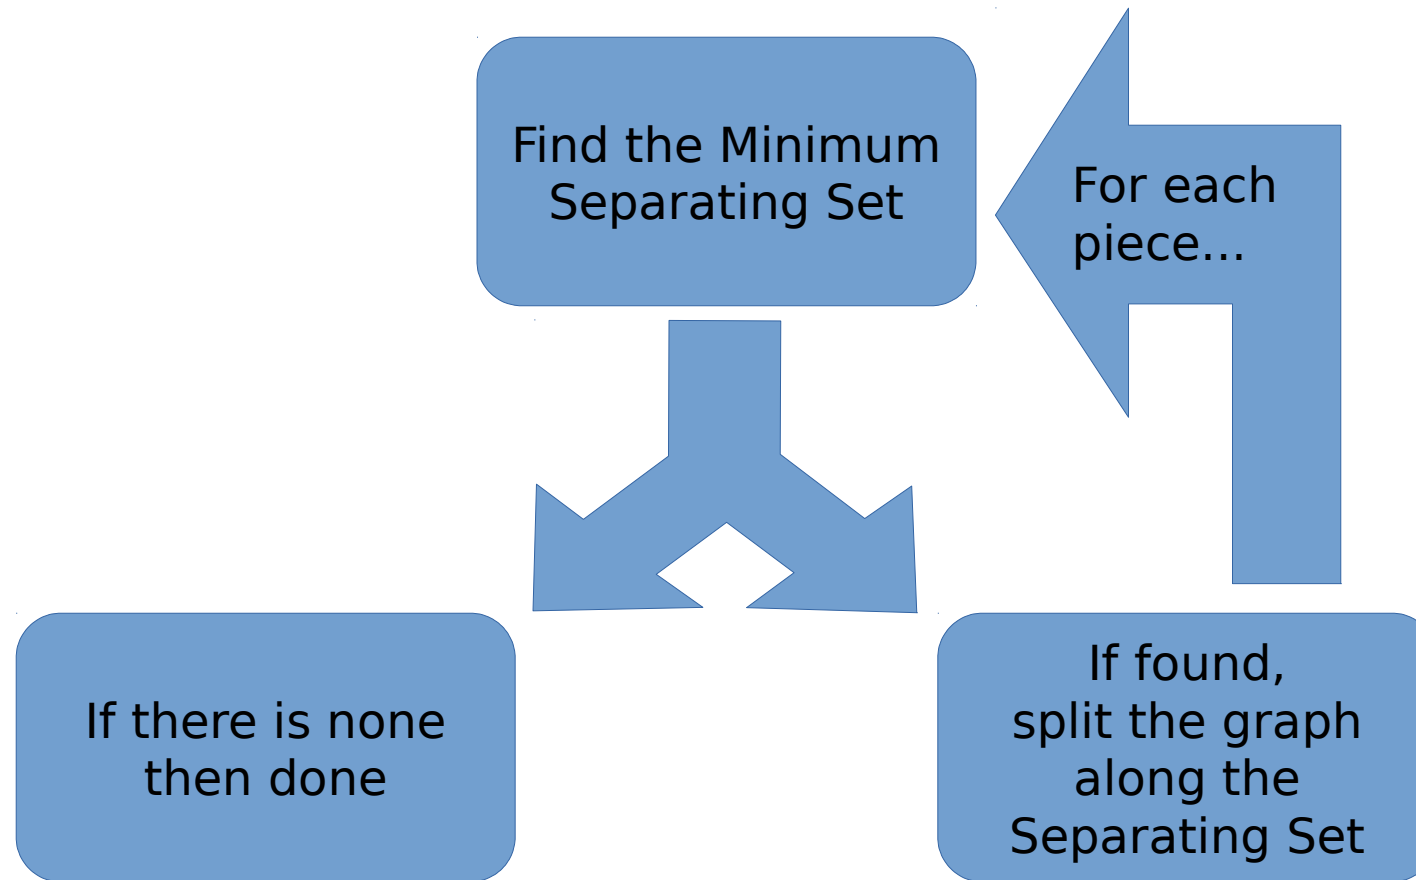 Find the Minimum
Separating Set
For each
piece...
If there is none
then done
If found,
split the graph
along the
Separating Set